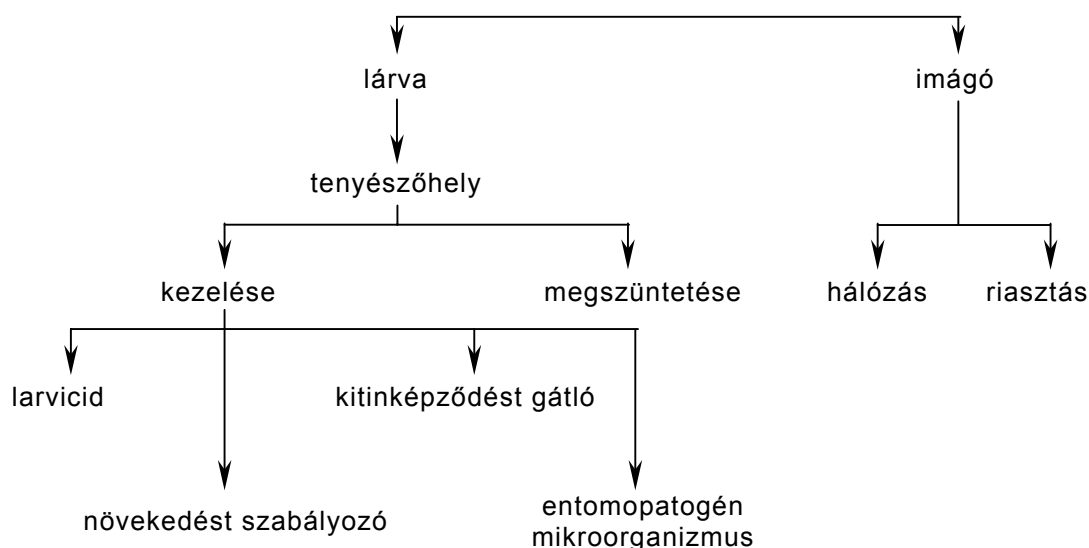 lárva
imágó
tenyészőhely
kezelése
megszüntetése
hálózás
riasztás
larvicid
kitinképződést gátló
növekedést szabályozó
entomopatogén
mikroorganizmus